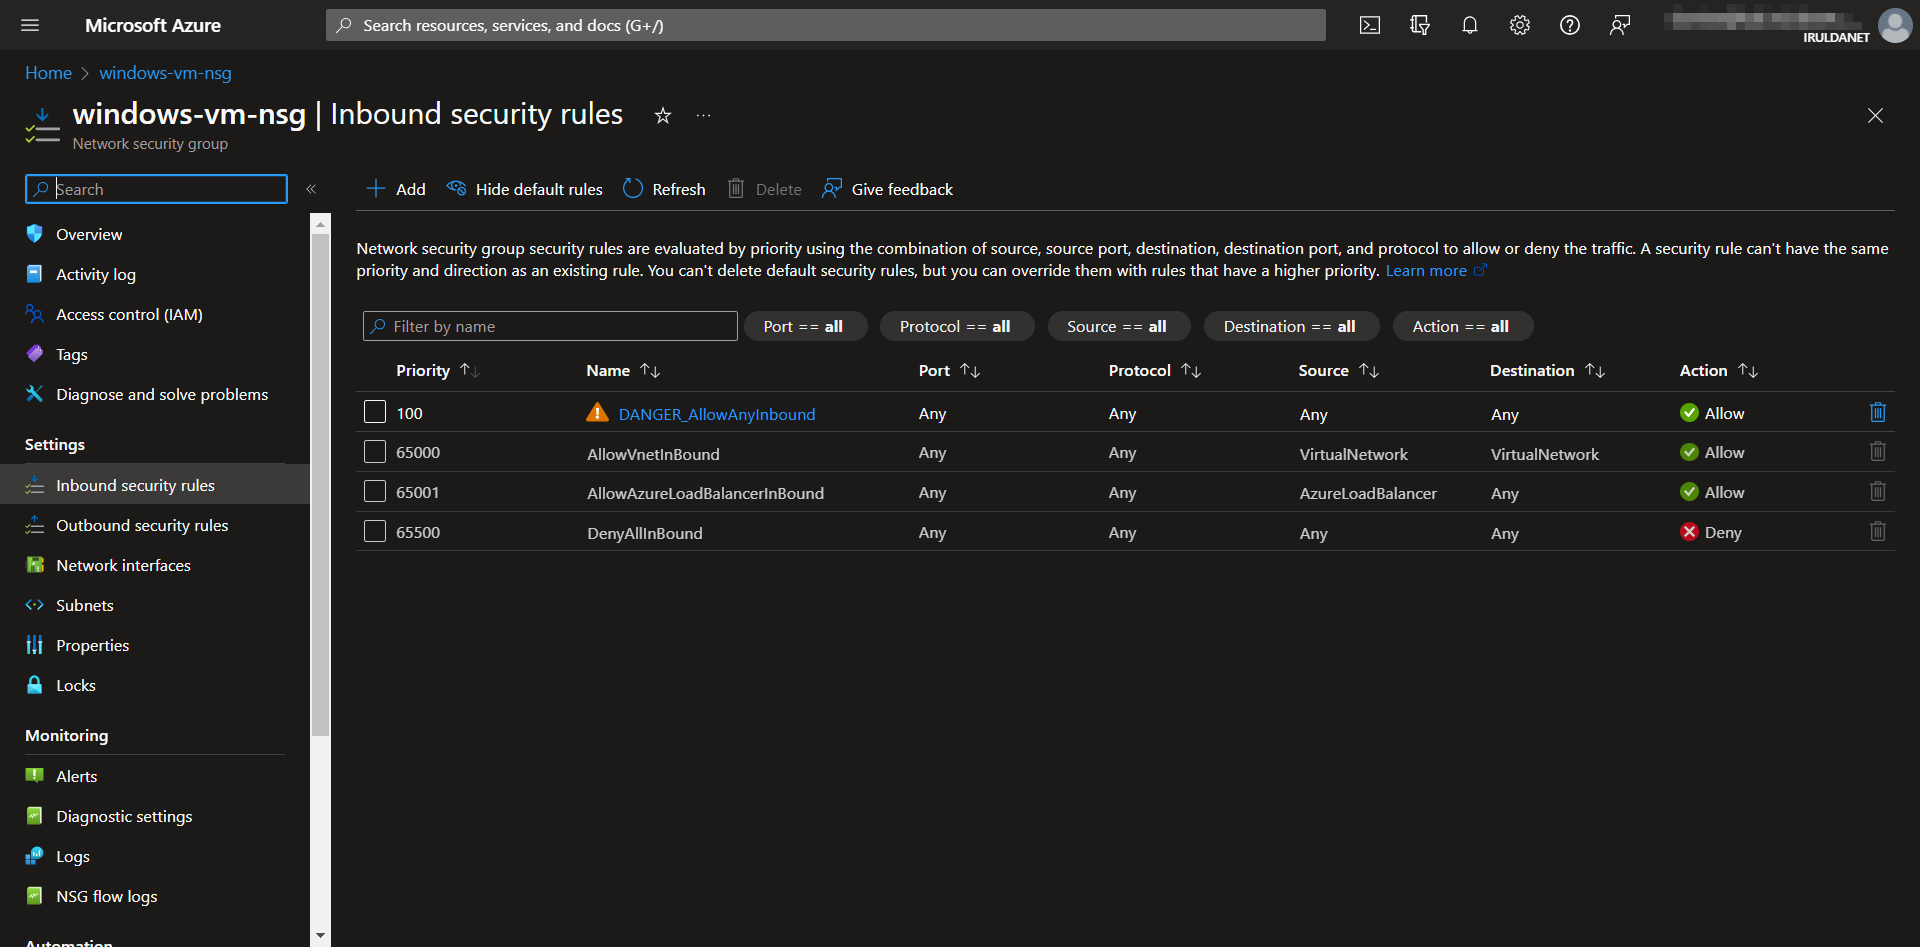 Microsoft Azure
Search resources, services, and docs (G+/)
IRULDANET
Home > windows-vm-nsg
windows-vm-nsg | Inbound security rules
Network security group
Search
Add
Hide default rules
Refresh
Delete
Give feedback
Overview
Activity log
Access control (IAM)
Tags
Diagnose and solve problems
Settings
Inbound security rules
Outbound security rules
Network interfaces
Subnets
Properties
Locks
Monitoring
Alerts
Diagnostic settings
Logs
NSG flow logs
Automation
Network security group security rules are evaluated by priority using the combination of source, source port, destination, destination port, and protocol to allow or deny the traffic. A security rule can't have the same
priority and direction as an existing rule. You can't delete default security rules, but you can override them with rules that have a higher priority. Learn more
Filter by name
Port == all
Protocol == all
Source == all
Destination == all
Action == all
Priority Name Port Protocol Source Destination Action
100 DANGER_AllowAnyInbound Any Any Any Any Allow
65000 AllowVnetInBound Any Any VirtualNetwork VirtualNetwork Allow
65001 AllowAzureLoadBalancerInBound Any Any AzureLoadBalancer Any Allow
65500 DenyAllInBound Any Any Any Any Deny